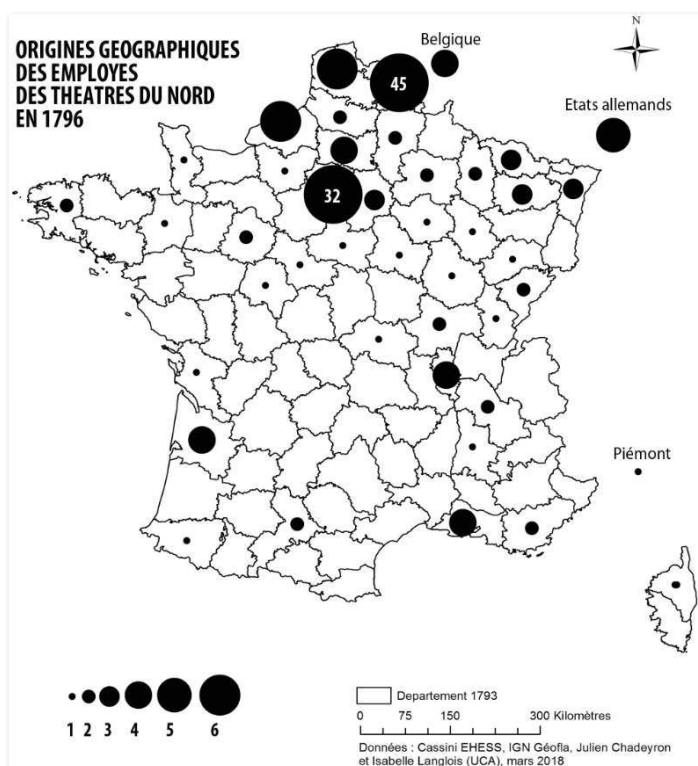 ORIGINES GEOGRAPHIQUES
DES EMPLOYES
DES THEATRES DU NORD
EN 1796
N
Belgique
45
Etats allemands
32
Piémont
1 2 3 4 5 6
Departement 1793
0 75 150 300 Kilomètres
Données : Cassini EHESS, IGN Géofla, Julien Chadeyron
et Isabelle Langlois (UCA), mars 2018